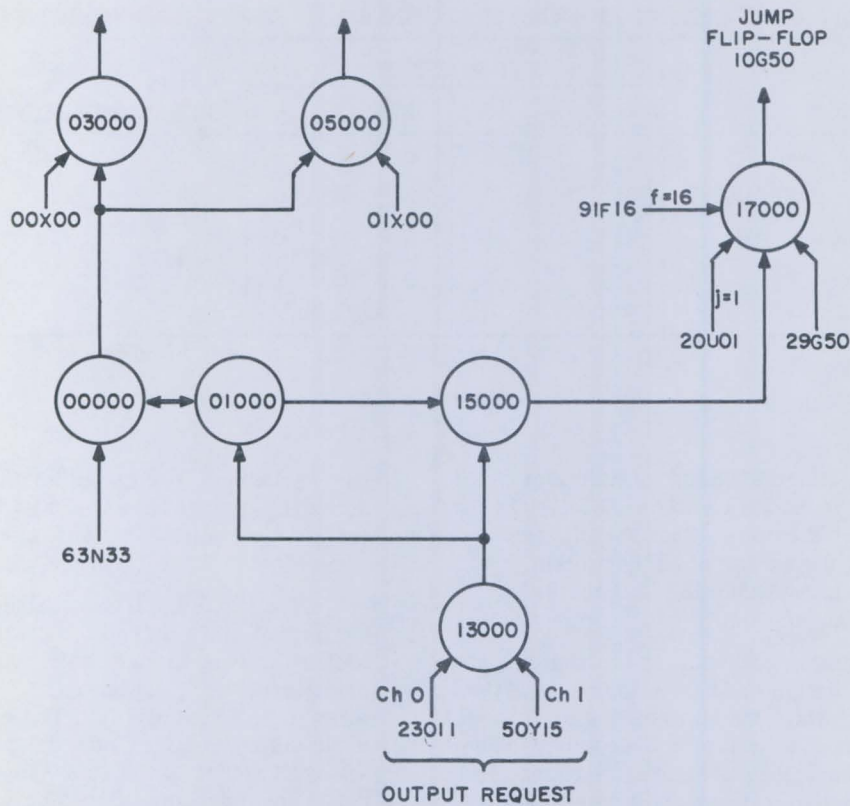 JUMP
FLIP-FLOP
10G50
03000
05000
17000
00X00
01X00
91F16
f=16
j=1
20U01
29G50
00000
01000
15000
63N33
13000
Ch 0
Ch 1
23011
50Y15
OUTPUT REQUEST